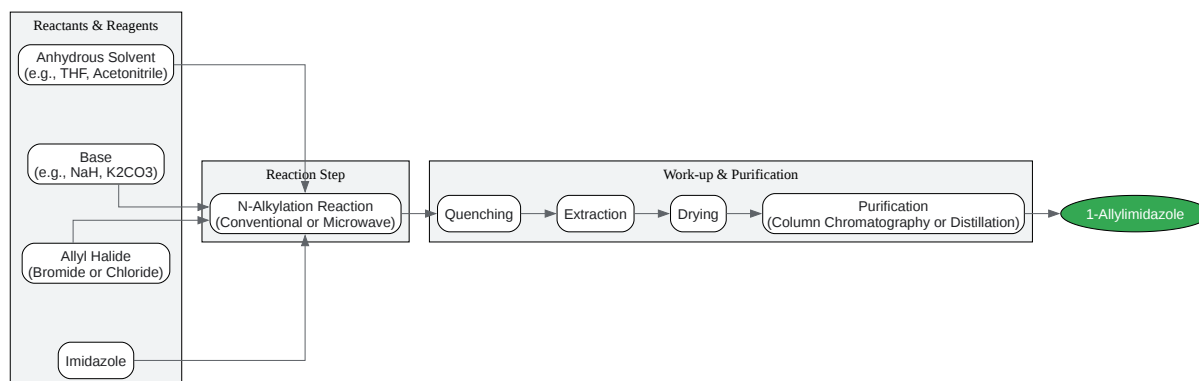 Reactants & Reagents
Anhydrous Solvent
(e.g., THF, Acetonitrile)
Base
(e.g., NaH, K2CO3)
Allyl Halide
(Bromide or Chloride)
Imidazole
Reaction Step
N-Alkylation Reaction
(Conventional or Microwave)
Work-up & Purification
Quenching
Extraction
Drying
Purification
(Column Chromatography or Distillation)
1-Allylimidazole